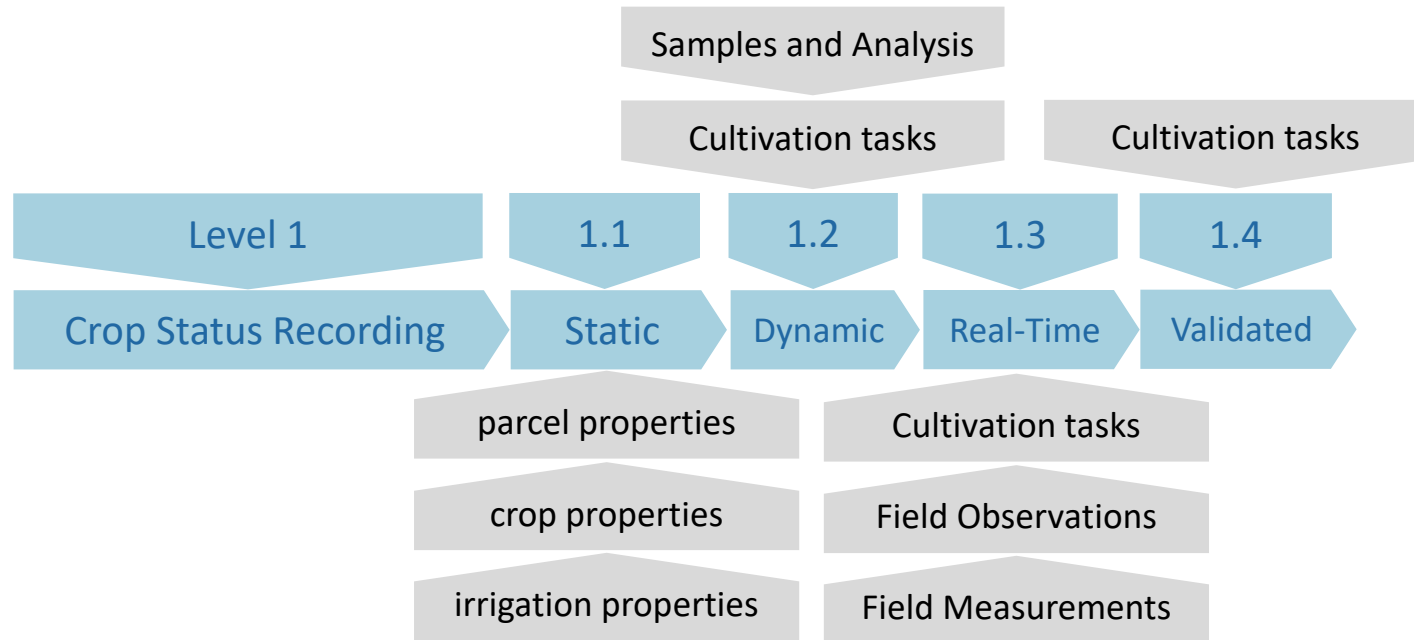 Samples and Analysis
Cultivation tasks
Cultivation tasks
Level 1
1.1
1.2
1.3
1.4
Crop Status Recording
Static
Dynamic
Real-Time
Validated
parcel properties
Cultivation tasks
crop properties
Field Observations
irrigation properties
Field Measurements